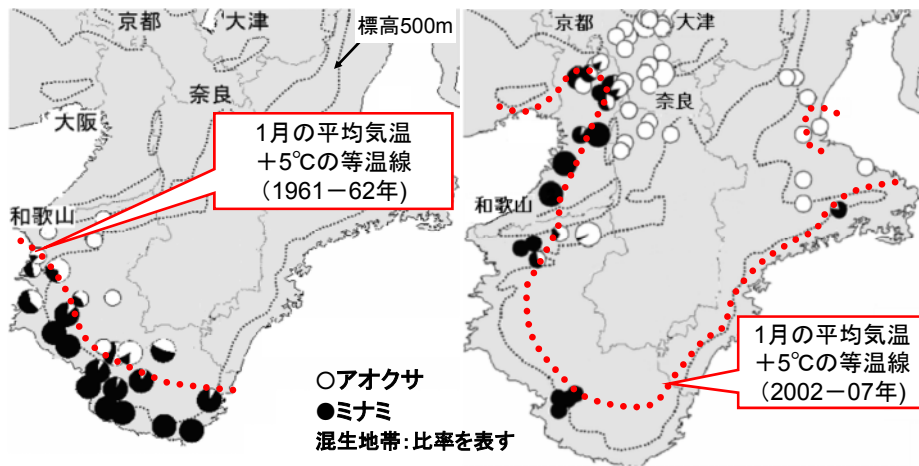 京都
大津
標高500m
奈良
大阪
1月の平均気温
+5℃の等温線
(1961-62年)
和歌山
○アオクサ
●ミナミ
混生地帯:比率を表す
京都
大津
奈良
和歌山
1月の平均気温
+5℃の等温線
(2002-07年)